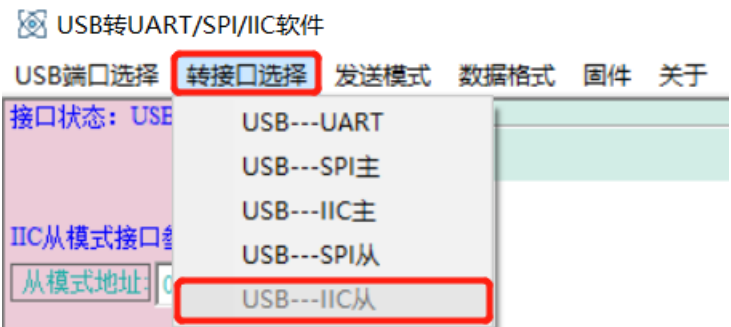 USB转UART/SPI/IIC软件
USB端口选择 转接口选择 发送模式 数据格式 固件 关于
接口状态：USB
USB---UART
USB---SPI主
USB---IIC主
USB---SPI从
IIC从模式接口
从模式地址:
USB---IIC从